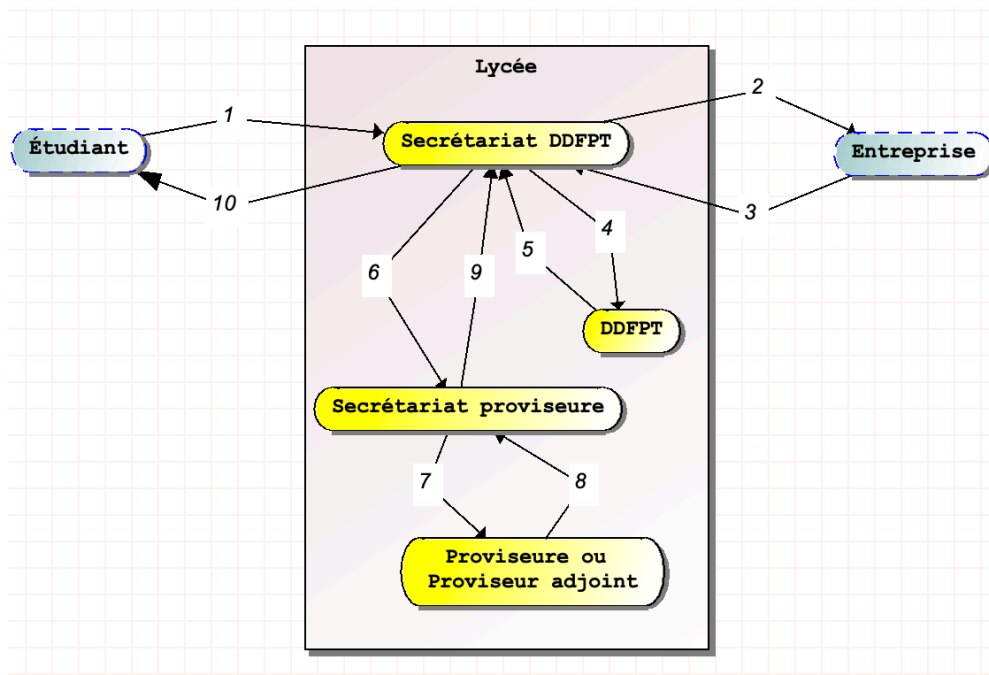 Lycée
2
1
Étudiant
Secrétariat DDFPT
Entreprise
10
3
4
5
6
9
DDFPT
Secrétariat proviseure
7
8
Proviseure ou
Proviseur adjoint